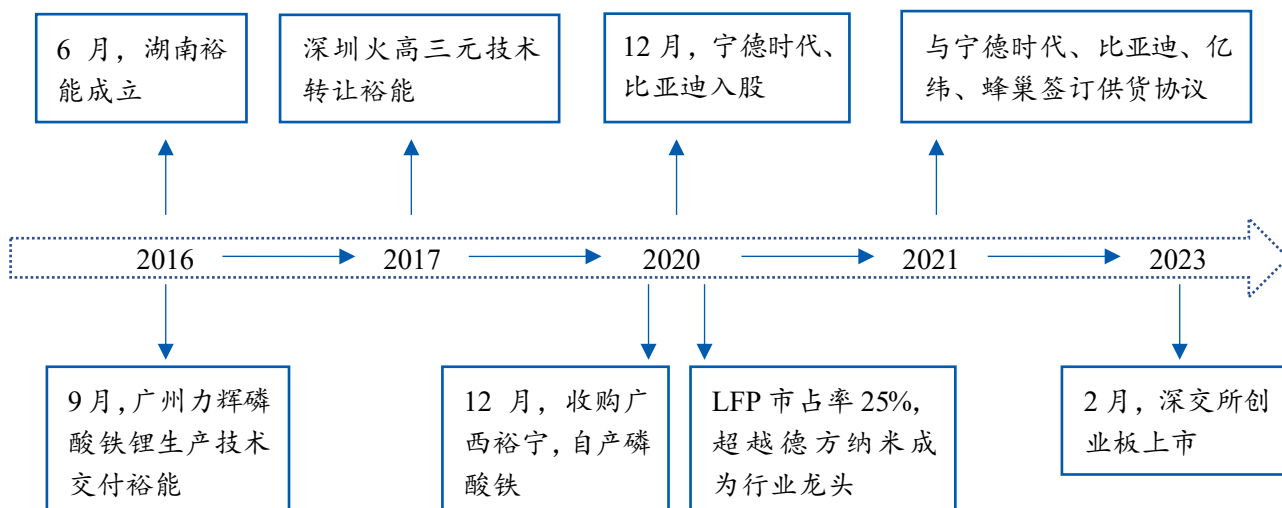 6 月，湖南裕
能成立
深圳火高三元技术
转让裕能
12 月，宁德时代、
比亚迪入股
与宁德时代、比亚迪、亿
纬、蜂巢签订供货协议
2016
2017
2020
2021
2023
9 月，广州力辉磷
酸铁锂生产技术
交付裕能
12 月，收购广
西裕宁，自产磷
酸铁
LFP 市占率 25%，
超越德方纳米成
为行业龙头
2 月，深交所创
业板上市